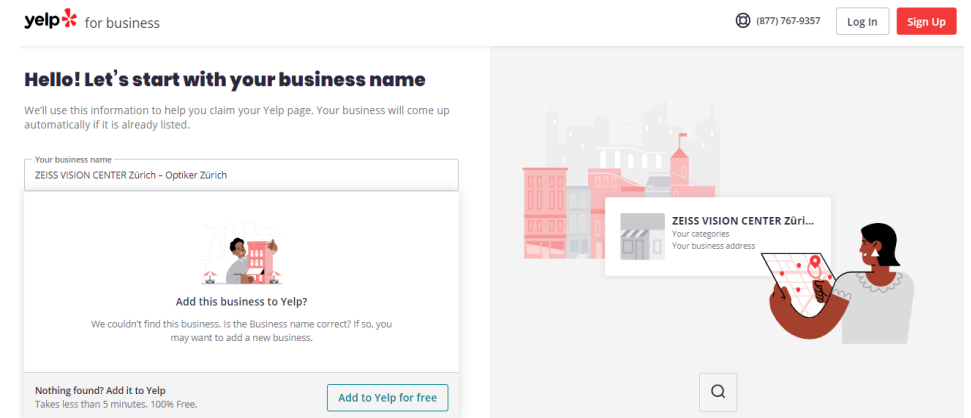 yelp for business
(877) 767-9357
Log In
Sign Up
Hello! Let's start with your business name
We'll use this information to help you claim your Yelp page. Your business will come up
automatically if it is already listed.
Your business name
ZEISS VISION CENTER Zürich – Optiker Zürich
Add this business to Yelp?
We couldn't find this business. Is the Business name correct? If so, you
may want to add a new business.
Nothing found? Add it to Yelp
Takes less than 5 minutes. 100% Free.
Add to Yelp for free
ZEISS VISION CENTER Züri...
Your categories
Your business address